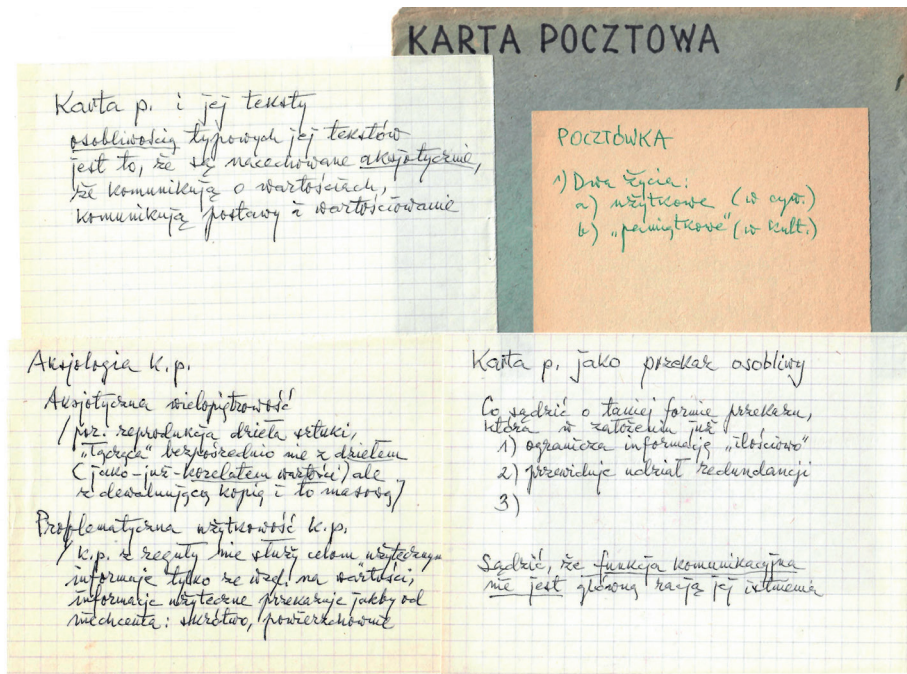 KARTA POCZTOWA
Karta p. i jej teksty
osobliwością typowych jej tekstów
jest to, że są nacechowane aksjotycznie,
że komunikują o wartościach,
komunikują postawy i wartościowanie
POCZTÓWKA
1) Dwa życia:
a) użytkowe (w cyw.)
b) „pamiątkowe” (w kult.)
Aksjologia k.p.
Aksjotyczna wielopiętrowość
/por. reprodukcja dzieła sztuki,
„łącząca” bezpośrednio nie z dziełem
(jako-już-korelatem wartości) ale
z dewaluującą kopią i to masową/
Problematyczna użytkowość k.p.
/k.p. z reguły nie służy celom użytecznym
informuje tylko ze wzgl. na wartości,
informacje użyteczne przekazuje jakby od
niechcenia: skrótowo, powierzchownie
Karta p. jako przekaz osobliwy
Co sądzić o takiej formie przekazu,
która w założeniu już
1) ogranicza informację „ilościowo”
2) przewiduje udział redundancji
3)
Sądzić, że funkcja komunikacyjna
nie jest główną racją jej istnienia